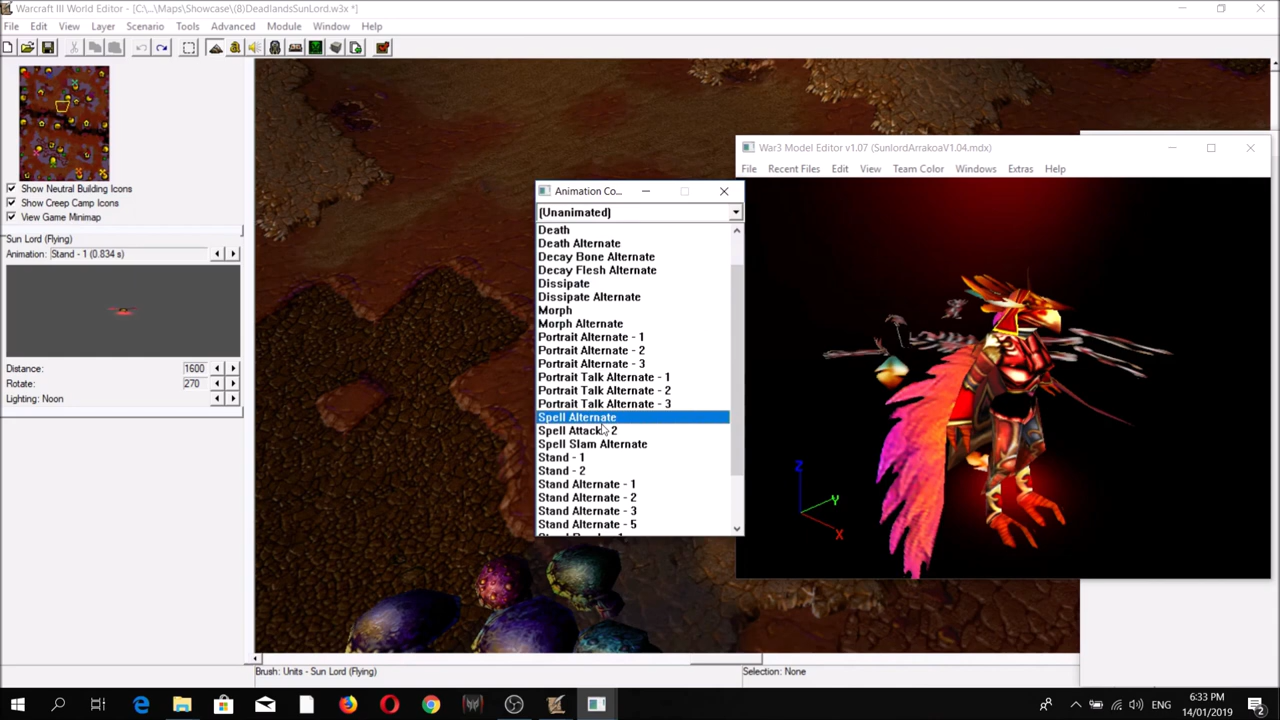 Warcraft III World Editor - [C:\...\Maps\Showcase\(8)DeadlandsSunLord.w3x *]
File Edit View Layer Scenario Tools Advanced Module Window Help
Show Neutral Building Icons
Show Creep Camp Icons
View Game Minimap
Sun Lord (Flying)
Animation: Stand - 1 (0.834 s)
Distance: 1600
Rotate: 270
Lighting: Noon
Animation Co...
(Unanimated)
Death
Death Alternate
Decay Bone Alternate
Decay Flesh Alternate
Dissipate
Dissipate Alternate
Morph
Morph Alternate
Portrait Alternate - 1
Portrait Alternate - 2
Portrait Alternate - 3
Portrait Talk Alternate - 1
Portrait Talk Alternate - 2
Portrait Talk Alternate - 3
Spell Alternate
Spell Attack - 2
Spell Slam Alternate
Stand - 1
Stand - 2
Stand Alternate - 1
Stand Alternate - 2
Stand Alternate - 3
Stand Alternate - 5
War3 Model Editor v1.07 (SunlordArrakoaV1.04.mdx)
File Recent Files Edit View Team Color Windows Extras Help
Z
Y
X
Brush: Units - Sun Lord (Flying)
Selection: None
ENG
6:33 PM
14/01/2019
2